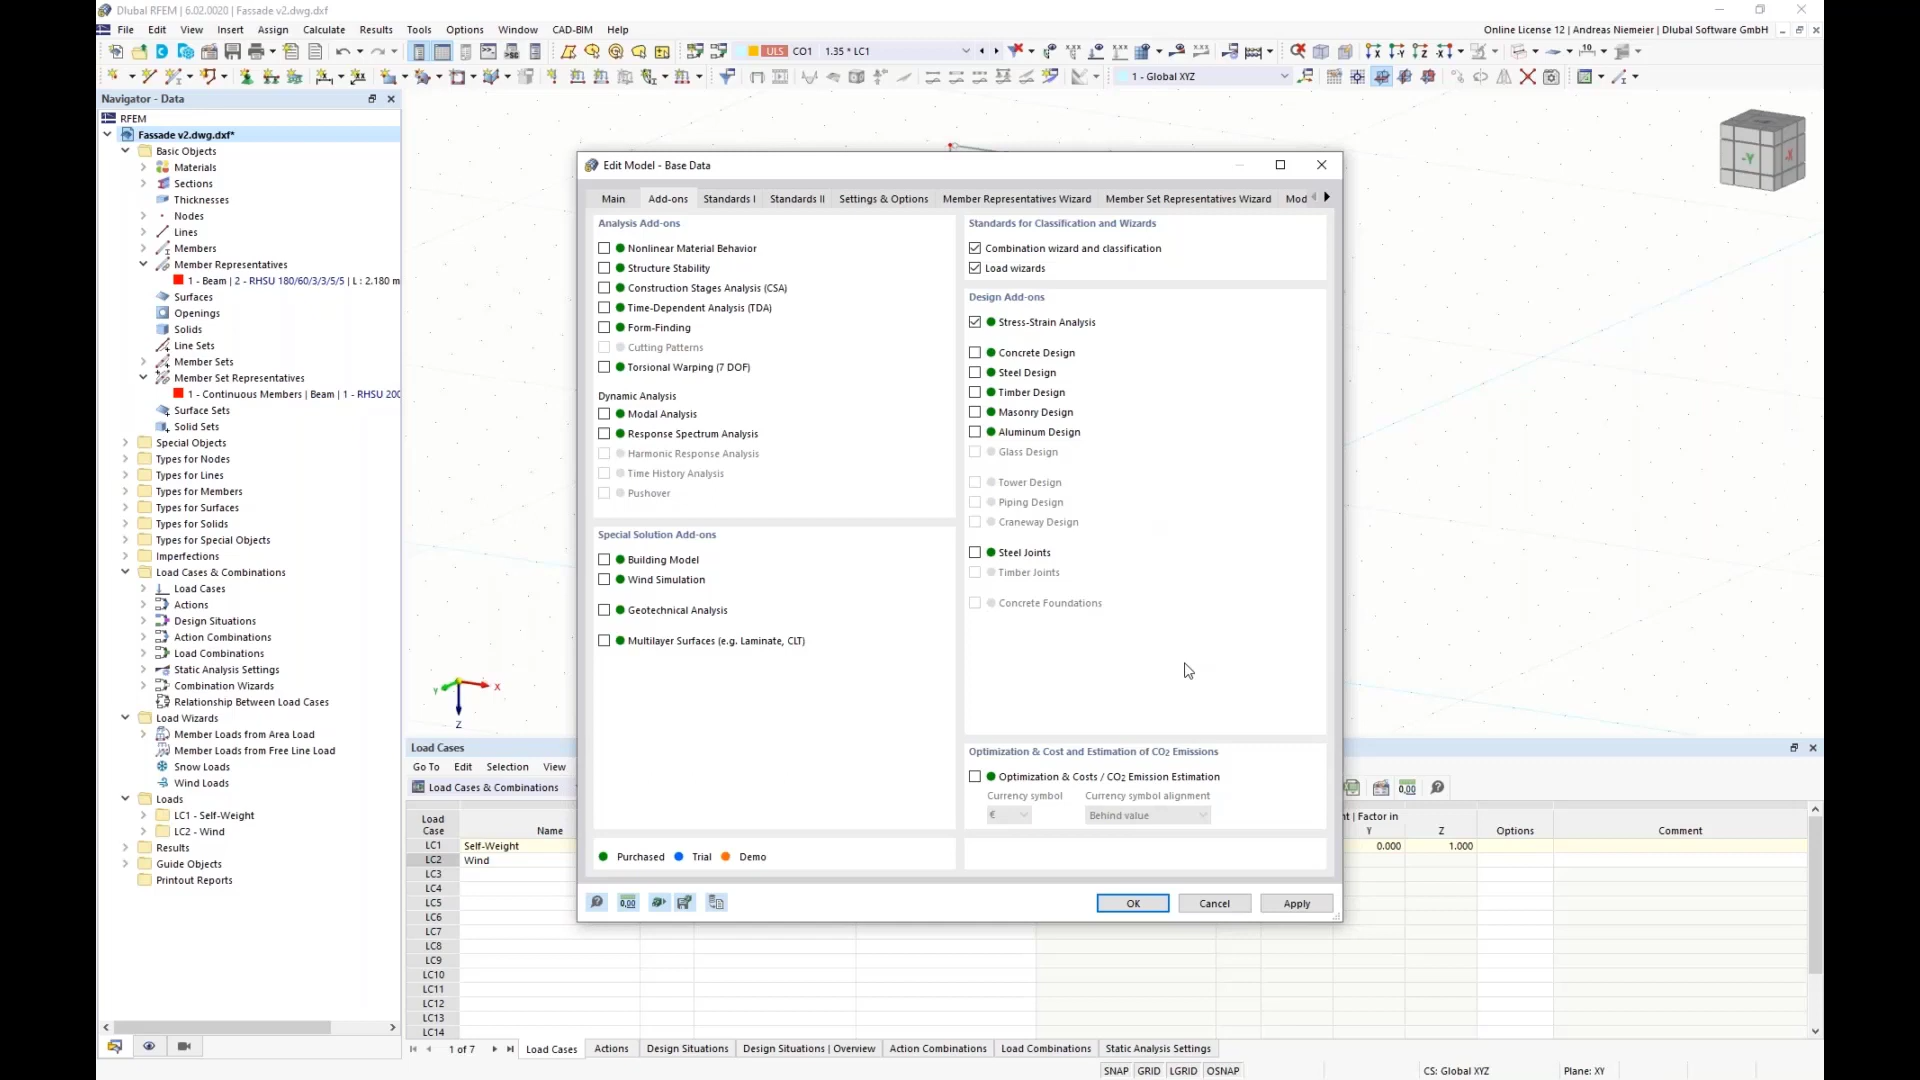 Dlubal RFEM | 6.02.0020 | Fassade v2.dwg.dxf
File Edit View Insert Assign Calculate Results Tools Options Window CAD-BIM Help
Online License 12 | Andreas Niemeier | Dlubal Software GmbH
ULS CO1 1.35 * LC1
1 - Global XYZ
Navigator - Data
RFEM
Fassade v2.dwg.dxf*
Basic Objects
Materials
Sections
Thicknesses
Nodes
Lines
Members
Member Representatives
1 - Beam | 2 - RHSU 180/60/3/3/5/5 | L : 2.180 m
Surfaces
Openings
Solids
Line Sets
Member Sets
Member Set Representatives
1 - Continuous Members | Beam | 1 - RHSU 200
Surface Sets
Solid Sets
Special Objects
Types for Nodes
Types for Lines
Types for Members
Types for Surfaces
Types for Solids
Types for Special Objects
Imperfections
Load Cases & Combinations
Load Cases
Actions
Design Situations
Action Combinations
Load Combinations
Static Analysis Settings
Combination Wizards
Relationship Between Load Cases
Load Wizards
Member Loads from Area Load
Member Loads from Free Line Load
Snow Loads
Wind Loads
Loads
LC1 - Self-Weight
LC2 - Wind
Results
Guide Objects
Printout Reports
Edit Model - Base Data
Main Add-ons Standards I Standards II Settings & Options Member Representatives Wizard Member Set Representatives Wizard Mod
Analysis Add-ons
Nonlinear Material Behavior
Structure Stability
Construction Stages Analysis (CSA)
Time-Dependent Analysis (TDA)
Form-Finding
Cutting Patterns
Torsional Warping (7 DOF)
Dynamic Analysis
Modal Analysis
Response Spectrum Analysis
Harmonic Response Analysis
Time History Analysis
Pushover
Special Solution Add-ons
Building Model
Wind Simulation
Geotechnical Analysis
Multilayer Surfaces (e.g. Laminate, CLT)
Purchased Trial Demo
Standards for Classification and Wizards
Combination wizard and classification
Load wizards
Design Add-ons
Stress-Strain Analysis
Concrete Design
Steel Design
Timber Design
Masonry Design
Aluminum Design
Glass Design
Tower Design
Piping Design
Craneway Design
Steel Joints
Timber Joints
Concrete Foundations
Optimization & Cost and Estimation of CO2 Emissions
Optimization & Costs / CO2 Emission Estimation
Currency symbol Currency symbol alignment
€ Behind value
OK Cancel Apply
-Y -X
Y X
Z
Load Cases
Go To Edit Selection View
Load Cases & Combinations
Load
Case
Name
ht | Factor in
Y Z Options Comment
LC1 Self-Weight 0.000 1.000
LC2 Wind
LC3
LC4
LC5
LC6
LC7
LC8
LC9
LC10
LC11
LC12
LC13
LC14
1 of 7 Load Cases Actions Design Situations Design Situations | Overview Action Combinations Load Combinations Static Analysis Settings
SNAP GRID LGRID OSNAP CS: Global XYZ Plane: XY